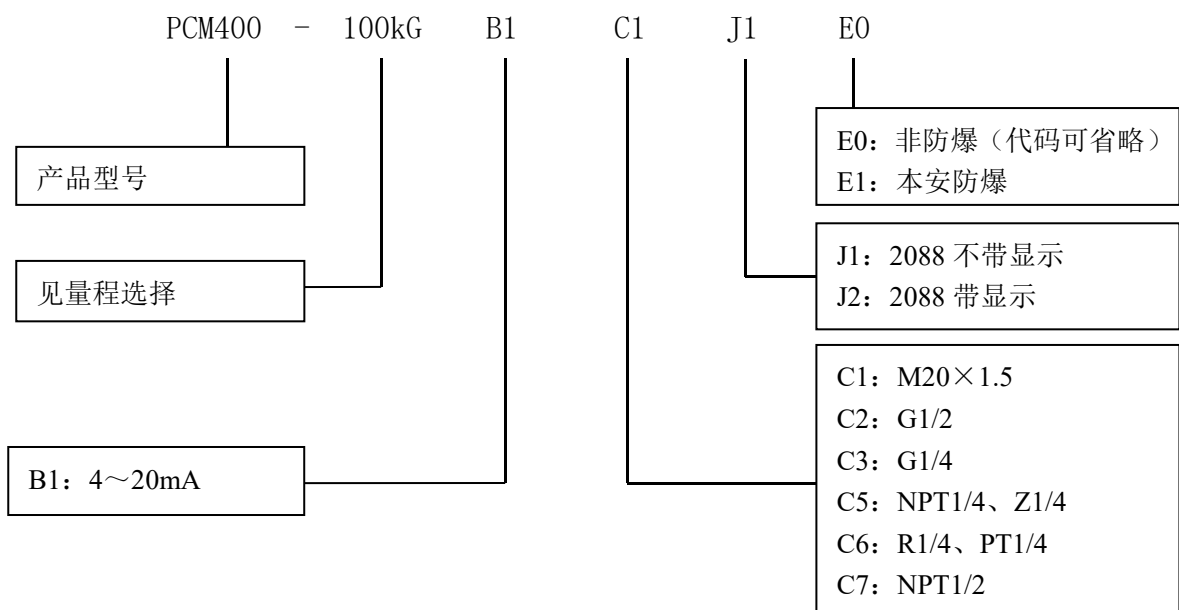 PCM400 - 100kG B1 C1 J1 E0
产品型号
见量程选择
B1：4～20mA
E0：非防爆（代码可省略）
E1：本安防爆
J1：2088 不带显示
J2：2088 带显示
C1：M20×1.5
C2：G1/2
C3：G1/4
C5：NPT1/4、Z1/4
C6：R1/4、PT1/4
C7：NPT1/2